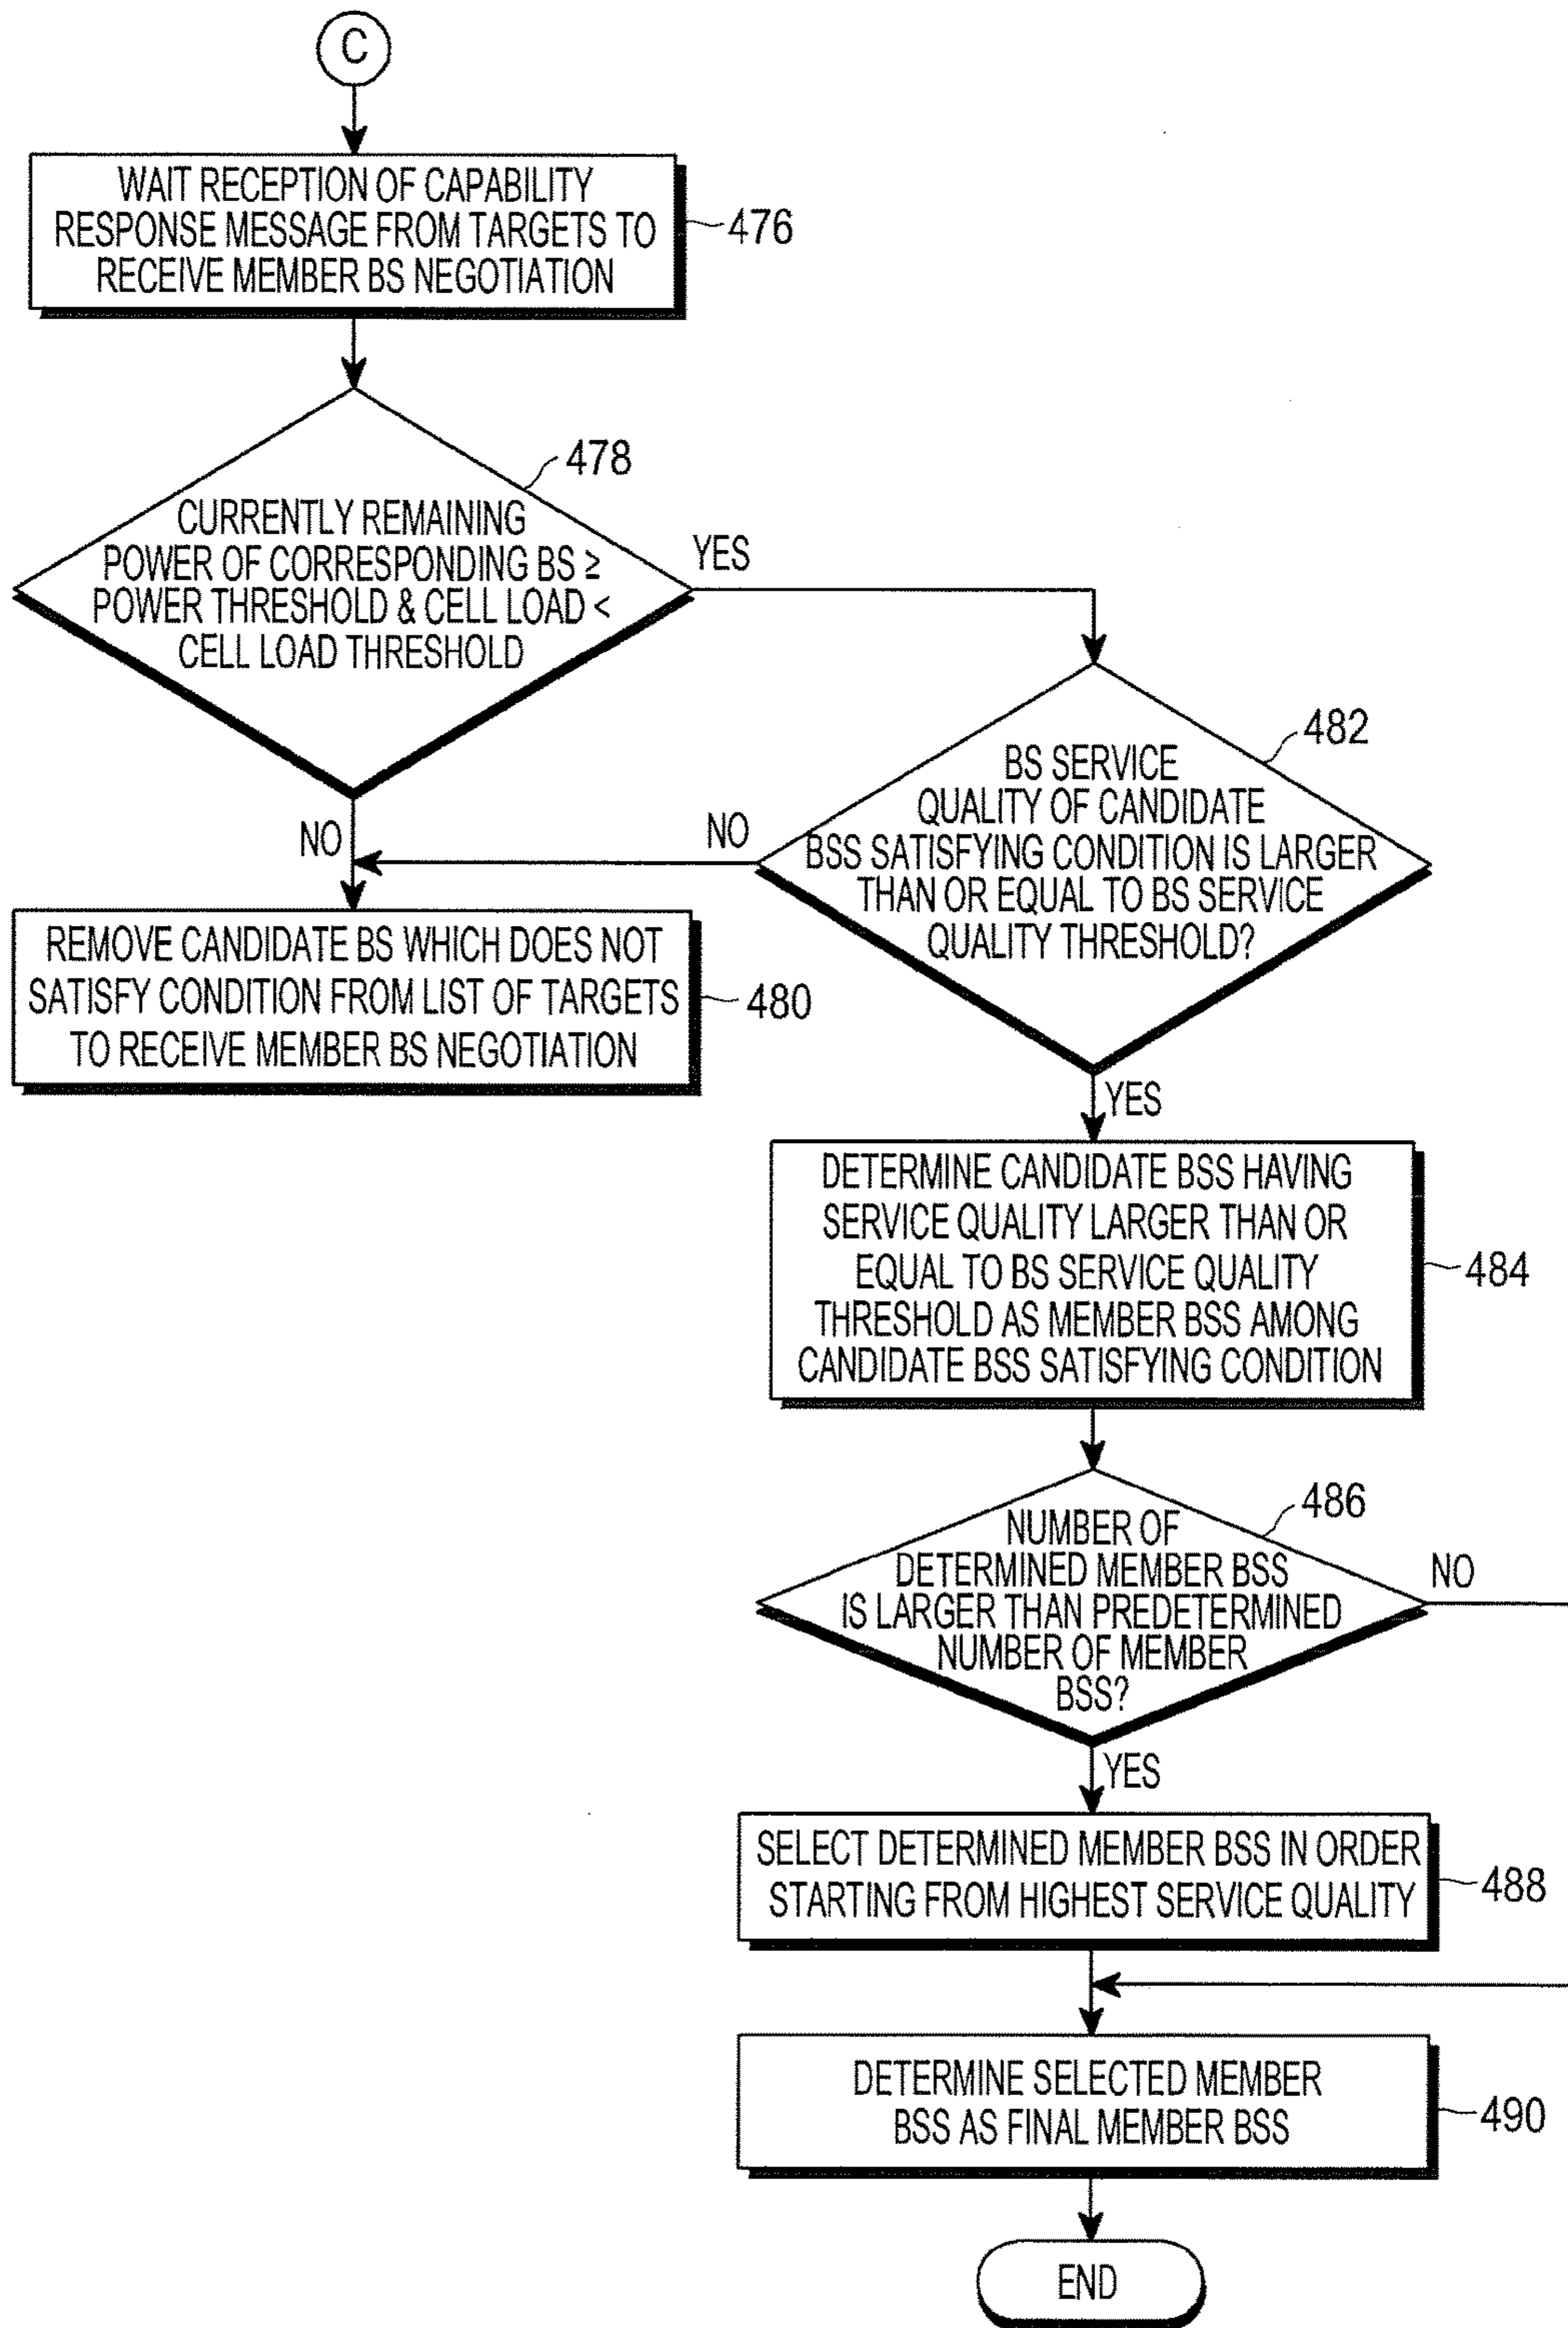 C
WAIT RECEPTION OF CAPABILITY
RESPONSE MESSAGE FROM TARGETS TO
RECEIVE MEMBER BS NEGOTIATION
476
478
CURRENTLY REMAINING
POWER OF CORRESPONDING BS ≥
POWER THRESHOLD & CELL LOAD <
CELL LOAD THRESHOLD
YES
NO
482
BS SERVICE
QUALITY OF CANDIDATE
BSS SATISFYING CONDITION IS LARGER
THAN OR EQUAL TO BS SERVICE
QUALITY THRESHOLD?
NO
YES
REMOVE CANDIDATE BS WHICH DOES NOT
SATISFY CONDITION FROM LIST OF TARGETS
TO RECEIVE MEMBER BS NEGOTIATION
480
DETERMINE CANDIDATE BSS HAVING
SERVICE QUALITY LARGER THAN OR
EQUAL TO BS SERVICE QUALITY
THRESHOLD AS MEMBER BSS AMONG
CANDIDATE BSS SATISFYING CONDITION
484
486
NUMBER OF
DETERMINED MEMBER BSS
IS LARGER THAN PREDETERMINED
NUMBER OF MEMBER
BSS?
NO
YES
SELECT DETERMINED MEMBER BSS IN ORDER
STARTING FROM HIGHEST SERVICE QUALITY
488
DETERMINE SELECTED MEMBER
BSS AS FINAL MEMBER BSS
490
END